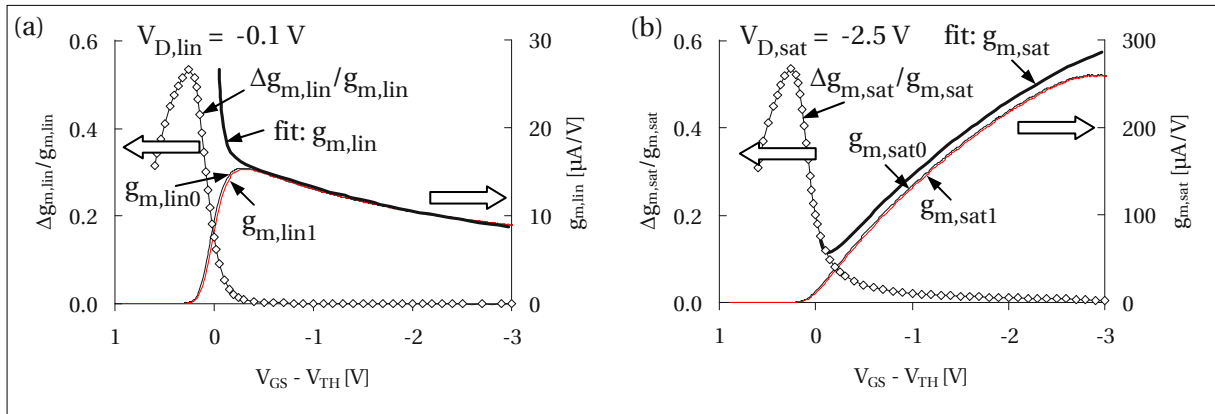 (a)
V_D,lin = -0.1 V
Δg_m,lin/g_m,lin
fit: g_m,lin
g_m,lin0
g_m,lin1
0.6
0.4
0.2
0.0
Δg_m,lin/g_m,lin
30
20
10
0
g_m,lin [µA/V]
1 0 -1 -2 -3
V_GS - V_TH [V]
(b)
V_D,sat = -2.5 V
fit: g_m,sat
Δg_m,sat/g_m,sat
g_m,sat0
g_m,sat1
0.6
0.4
0.2
0.0
Δg_m,sat/g_m,sat
300
200
100
0
g_m,sat [µA/V]
1 0 -1 -2 -3
V_GS - V_TH [V]